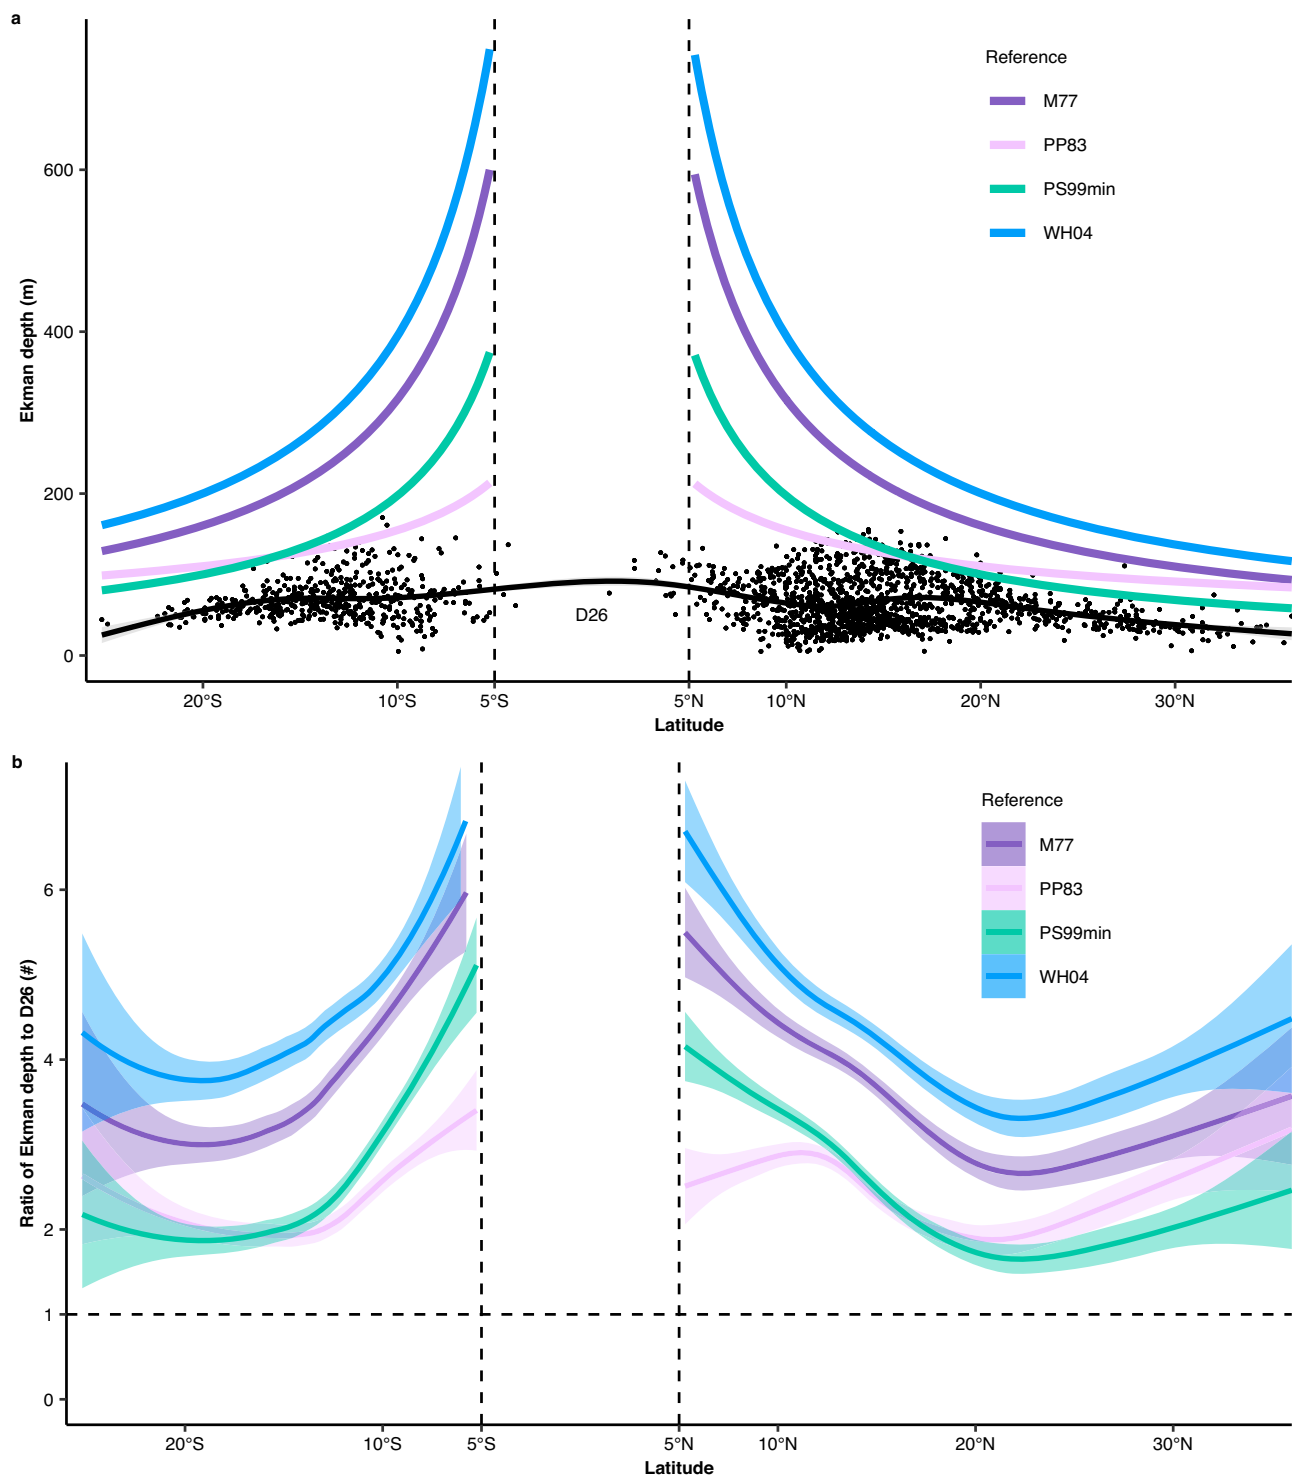 a
Reference
M77
PP83
PS99min
WH04
Ekman depth (m)
600
400
200
0
D26
20°S
10°S
5°S
5°N
10°N
20°N
30°N
Latitude
b
Reference
M77
PP83
PS99min
WH04
Ratio of Ekman depth to D26 (#)
6
4
2
1
0
20°S
10°S
5°S
5°N
10°N
20°N
30°N
Latitude